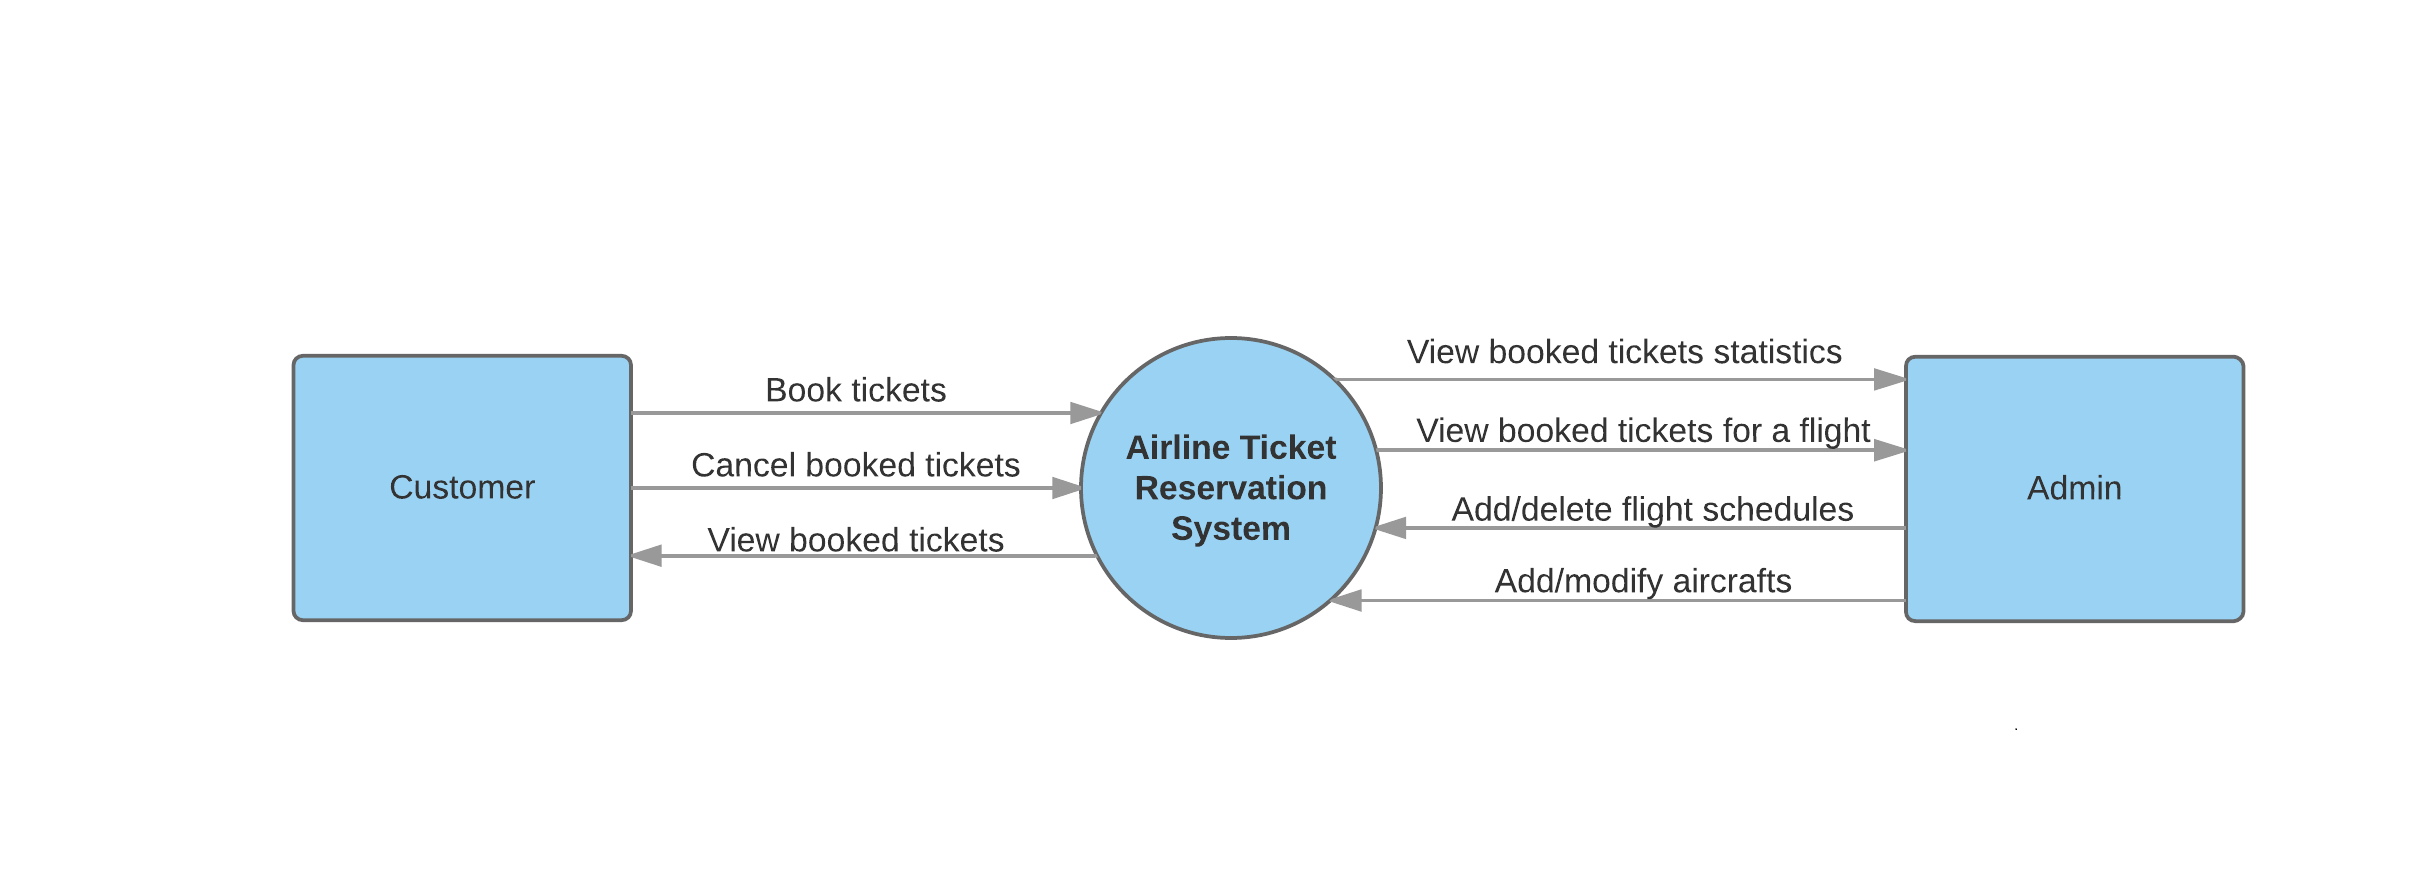 Customer
Book tickets
Cancel booked tickets
View booked tickets
Airline Ticket
Reservation
System
View booked tickets statistics
View booked tickets for a flight
Add/delete flight schedules
Add/modify aircrafts
Admin